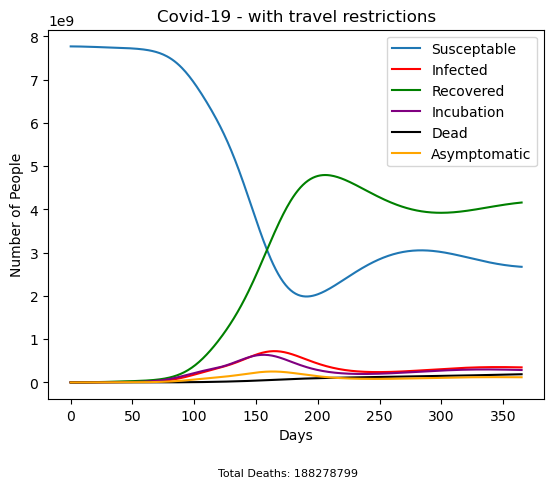 Covid-19 - with travel restrictions
1e9
8
7
6
5
4
3
2
1
0
Number of People
Susceptable
Infected
Recovered
Incubation
Dead
Asymptomatic
0 50 100 150 200 250 300 350
Days
Total Deaths: 188278799